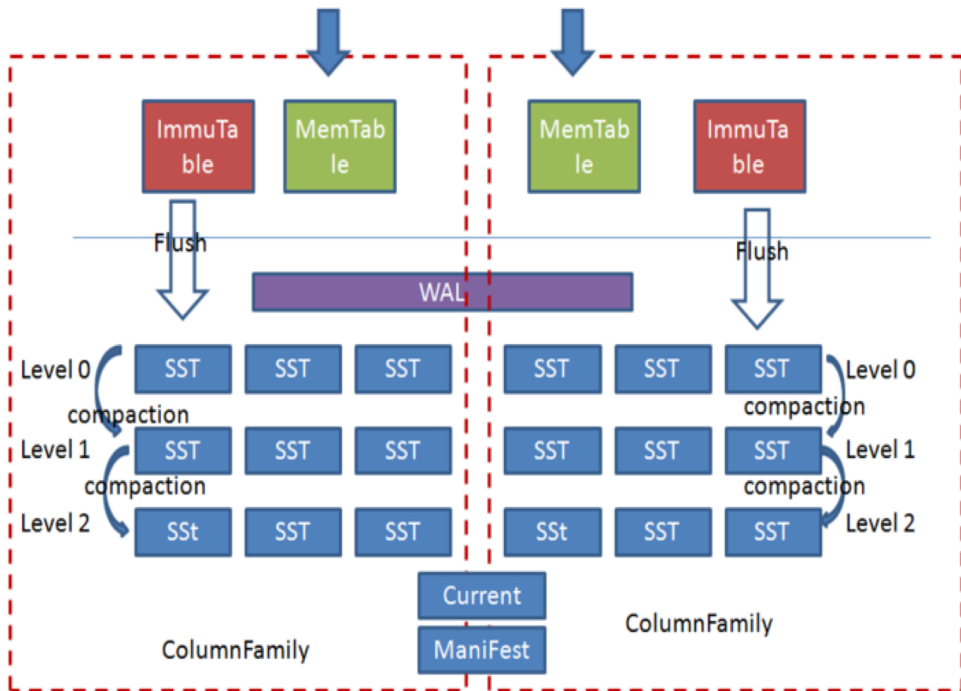 ImmuTa
ble
MemTab
le
MemTab
le
ImmuTa
ble
Flush
Flush
WAL
Level 0
SST
SST
SST
SST
SST
SST
Level 0
compaction
compaction
Level 1
SST
SST
SST
SST
SST
SST
Level 1
compaction
compaction
Level 2
SSt
SST
SST
SSt
SST
SST
Level 2
Current
ColumnFamily
ManiFest
ColumnFamily